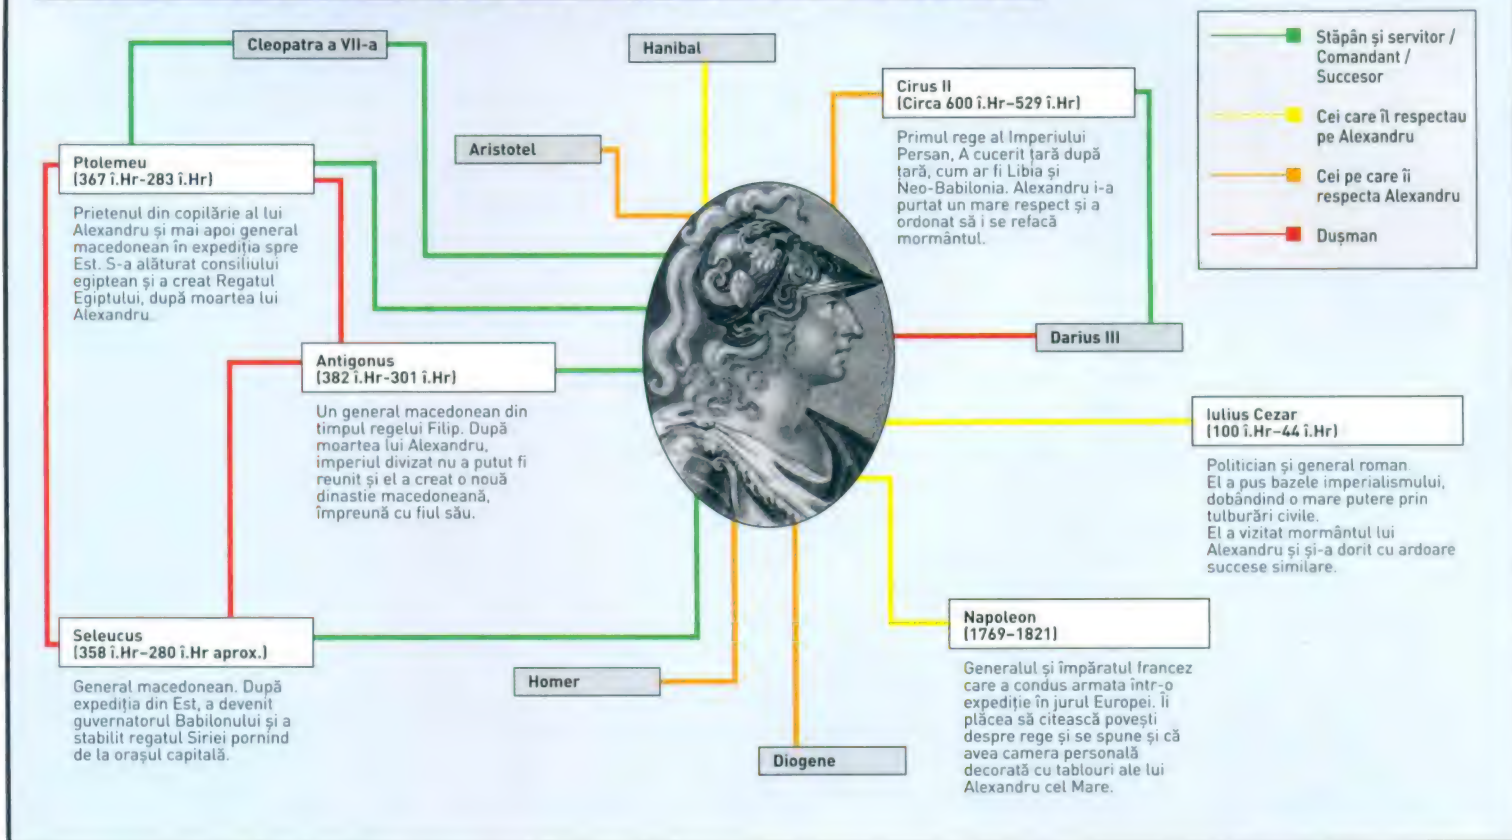 Cleopatra a VII-a
Hanibal
Stăpân și servitor /
Comandant /
Succesor
Cei care îl respectau
pe Alexandru
Cei pe care îi
respecta Alexandru
Dușman
Cirus II
(Circa 600 î.Hr–529 î.Hr)
Primul rege al Imperiului
Persan, A cucerit țară după
țară, cum ar fi Libia și
Neo-Babilonia. Alexandru i-a
purtat un mare respect și a
ordonat să i se refacă
mormântul.
Aristotel
Ptolemeu
(367 î.Hr-283 î.Hr)
Prietenul din copilărie al lui
Alexandru și mai apoi general
macedonean în expediția spre
Est. S-a alăturat consiliului
egiptean și a creat Regatul
Egiptului, după moartea lui
Alexandru.
Darius III
Antigonus
(382 î.Hr-301 î.Hr)
Un general macedonean din
timpul regelui Filip. După
moartea lui Alexandru,
imperiul divizat nu a putut fi
reunit și el a creat o nouă
dinastie macedoneană,
împreună cu fiul său.
Iulius Cezar
(100 î.Hr–44 î.Hr)
Politician și general roman.
El a pus bazele imperialismului,
dobândind o mare putere prin
tulburări civile.
El a vizitat mormântul lui
Alexandru și și-a dorit cu ardoare
succese similare.
Seleucus
(358 î.Hr–280 î.Hr aprox.)
General macedonean. După
expediția din Est, a devenit
guvernatorul Babilonului și a
stabilit regatul Siriei pornind
de la orașul capitală.
Napoleon
(1769–1821)
Generalul și împăratul francez
care a condus armata într-o
expediție în jurul Europei. Îi
plăcea să citească povești
despre rege și se spune și că
avea camera personală
decorată cu tablouri ale lui
Alexandru cel Mare.
Homer
Diogene